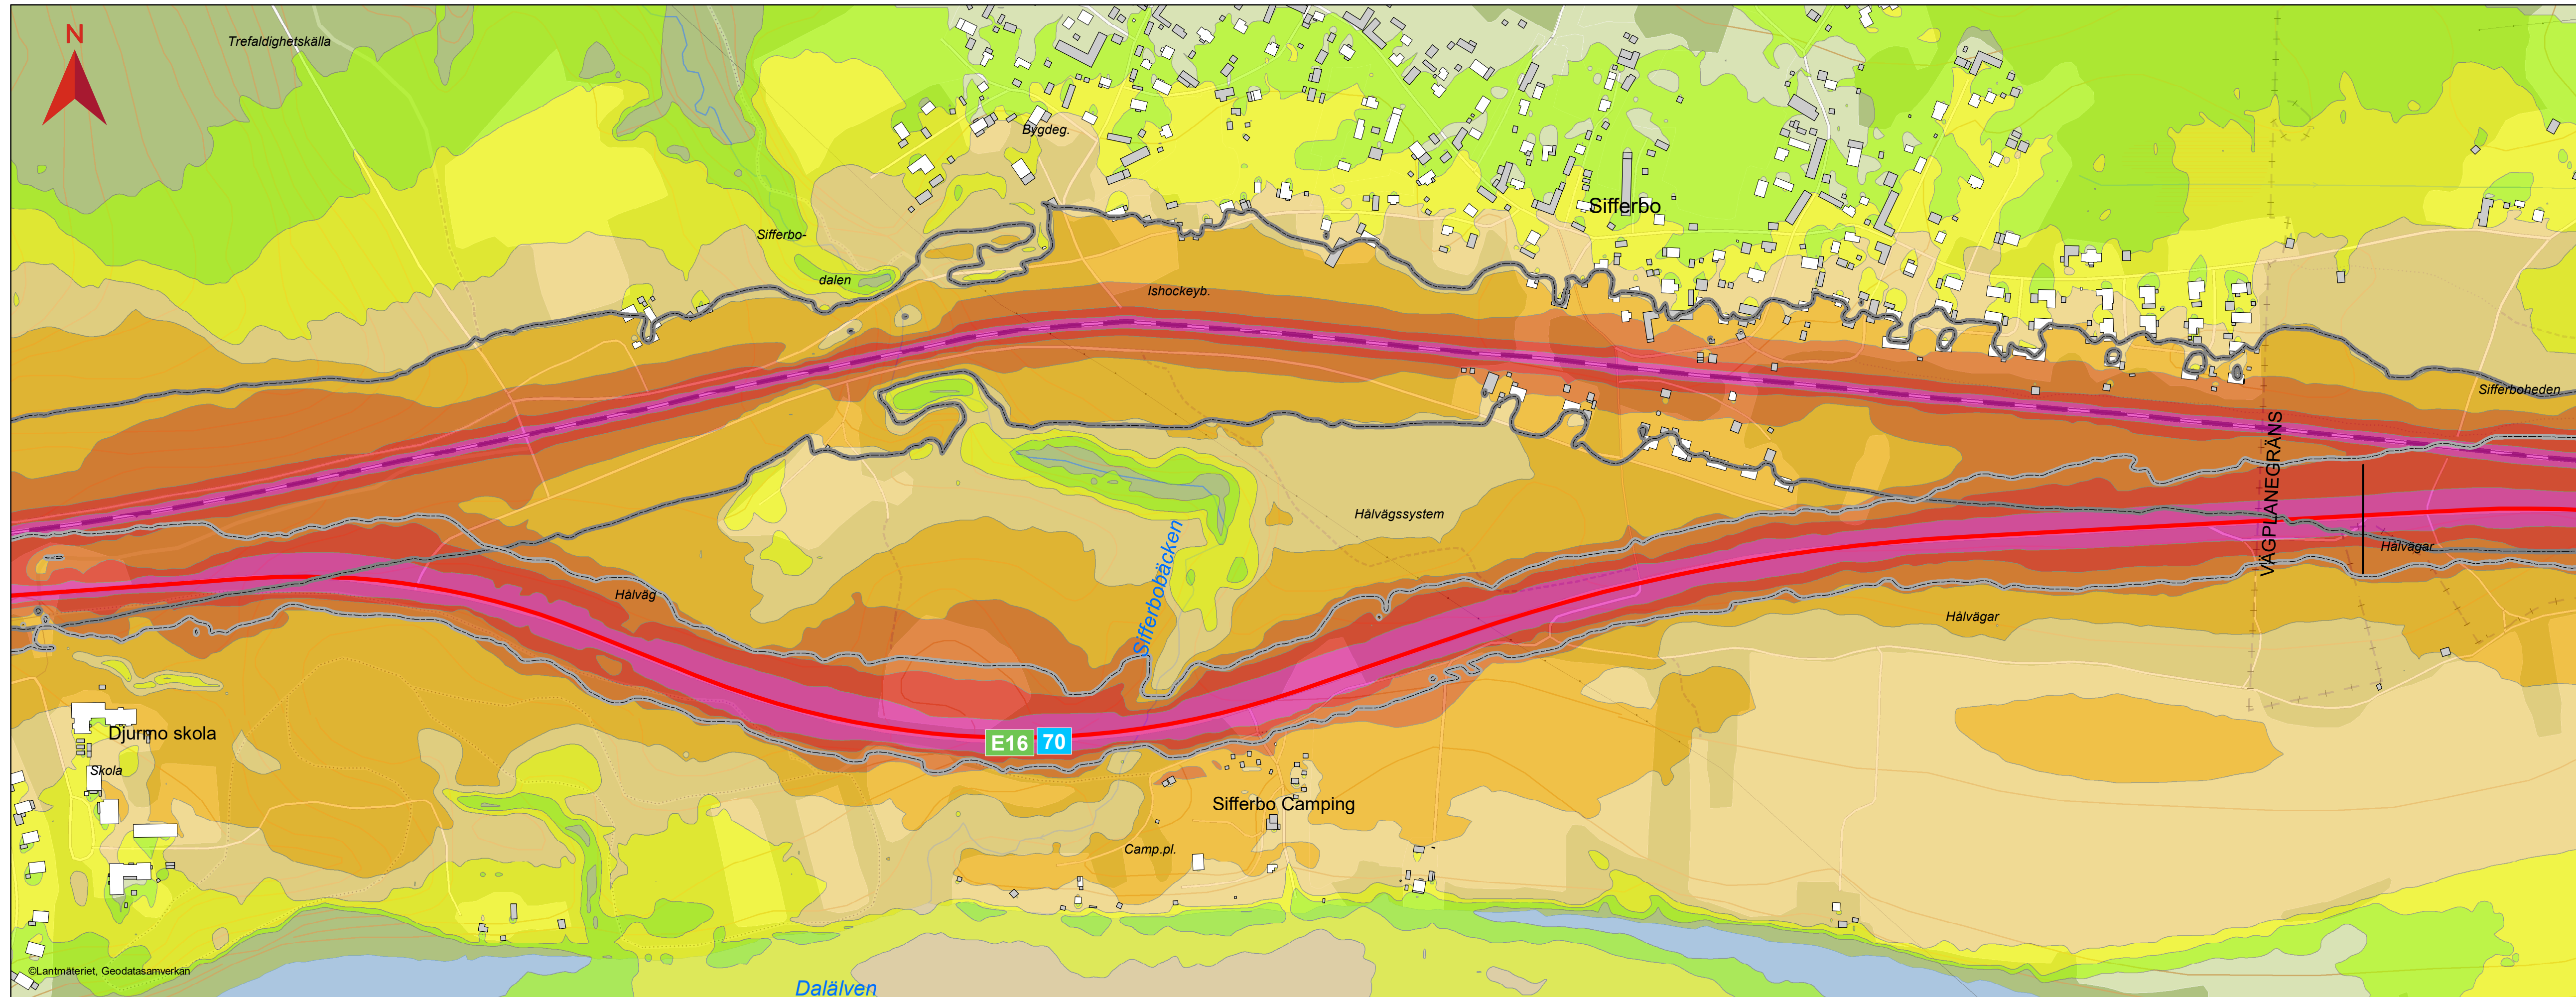 N
Trefaldighetskälla
Bygdeg.
Sifferbo
Sifferbo-
dalen
Ishockeyb.
Sifferboheden
VÄGPLANEGRÄNS
Hålvägssystem
Sifferbobäcken
Hålvägar
Hålväg
Hålvägar
Djurmo skola
Skola
E16 70
Sifferbo Camping
Camp.pl.
©Lantmäteriet, Geodatasamverkan
Dalälven